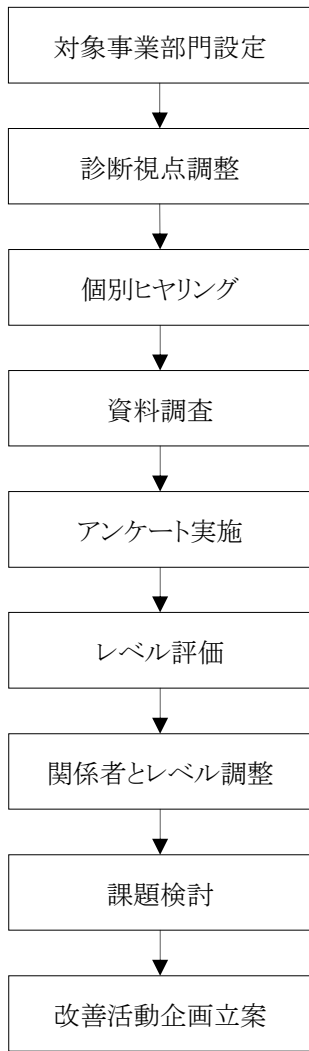 対象事業部門設定
診断視点調整
個別ヒヤリング
資料調査
アンケート実施
レベル評価
関係者とレベル調整
課題検討
改善活動企画立案